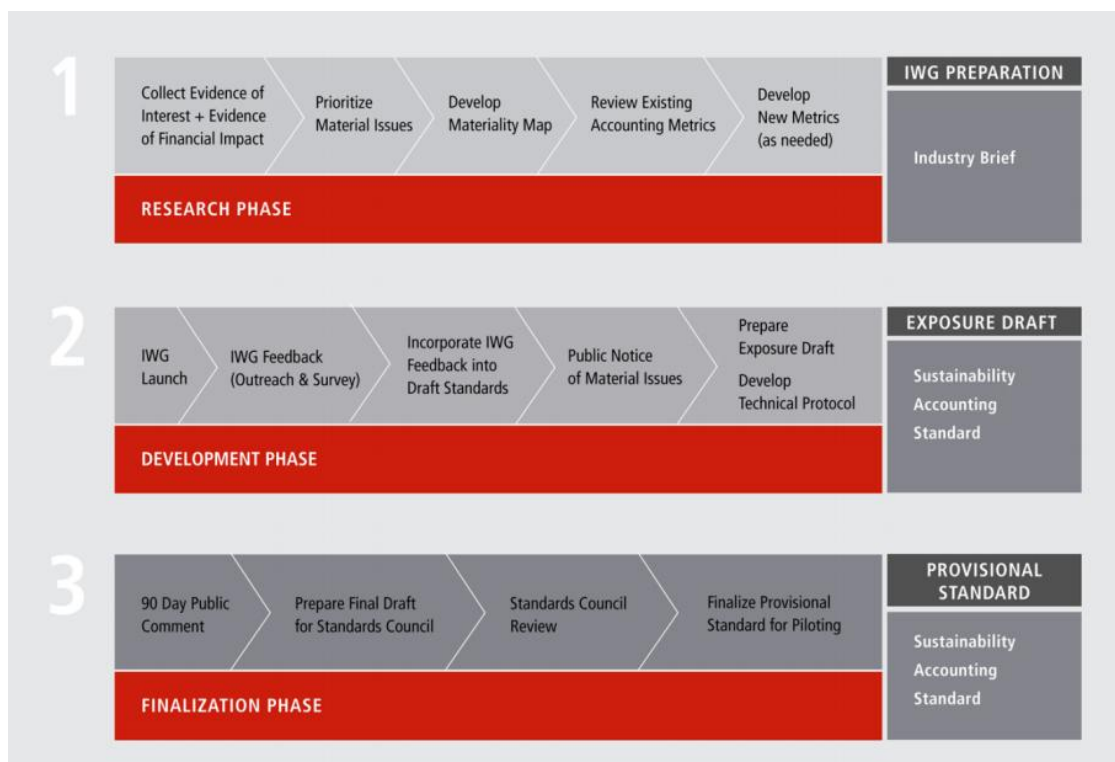 1
Collect Evidence of
Interest + Evidence
of Financial Impact
Prioritize
Material Issues
Develop
Materiality Map
Review Existing
Accounting Metrics
Develop
New Metrics
(as needed)
RESEARCH PHASE
IWG PREPARATION
Industry Brief
2
IWG
Launch
IWG Feedback
(Outreach & Survey)
Incorporate IWG
Feedback into
Draft Standards
Public Notice
of Material Issues
Prepare
Exposure Draft
Develop
Technical Protocol
DEVELOPMENT PHASE
EXPOSURE DRAFT
Sustainability
Accounting
Standard
3
90 Day Public
Comment
Prepare Final Draft
for Standards Council
Standards Council
Review
Finalize Provisional
Standard for Piloting
FINALIZATION PHASE
PROVISIONAL
STANDARD
Sustainability
Accounting
Standard